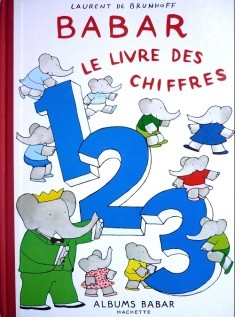 LAURENT DE BRUNHOFF
BABAR
LE LIVRE DES
CHIFFRES
1
2
3
ALBUMS BABAR
HACHETTE